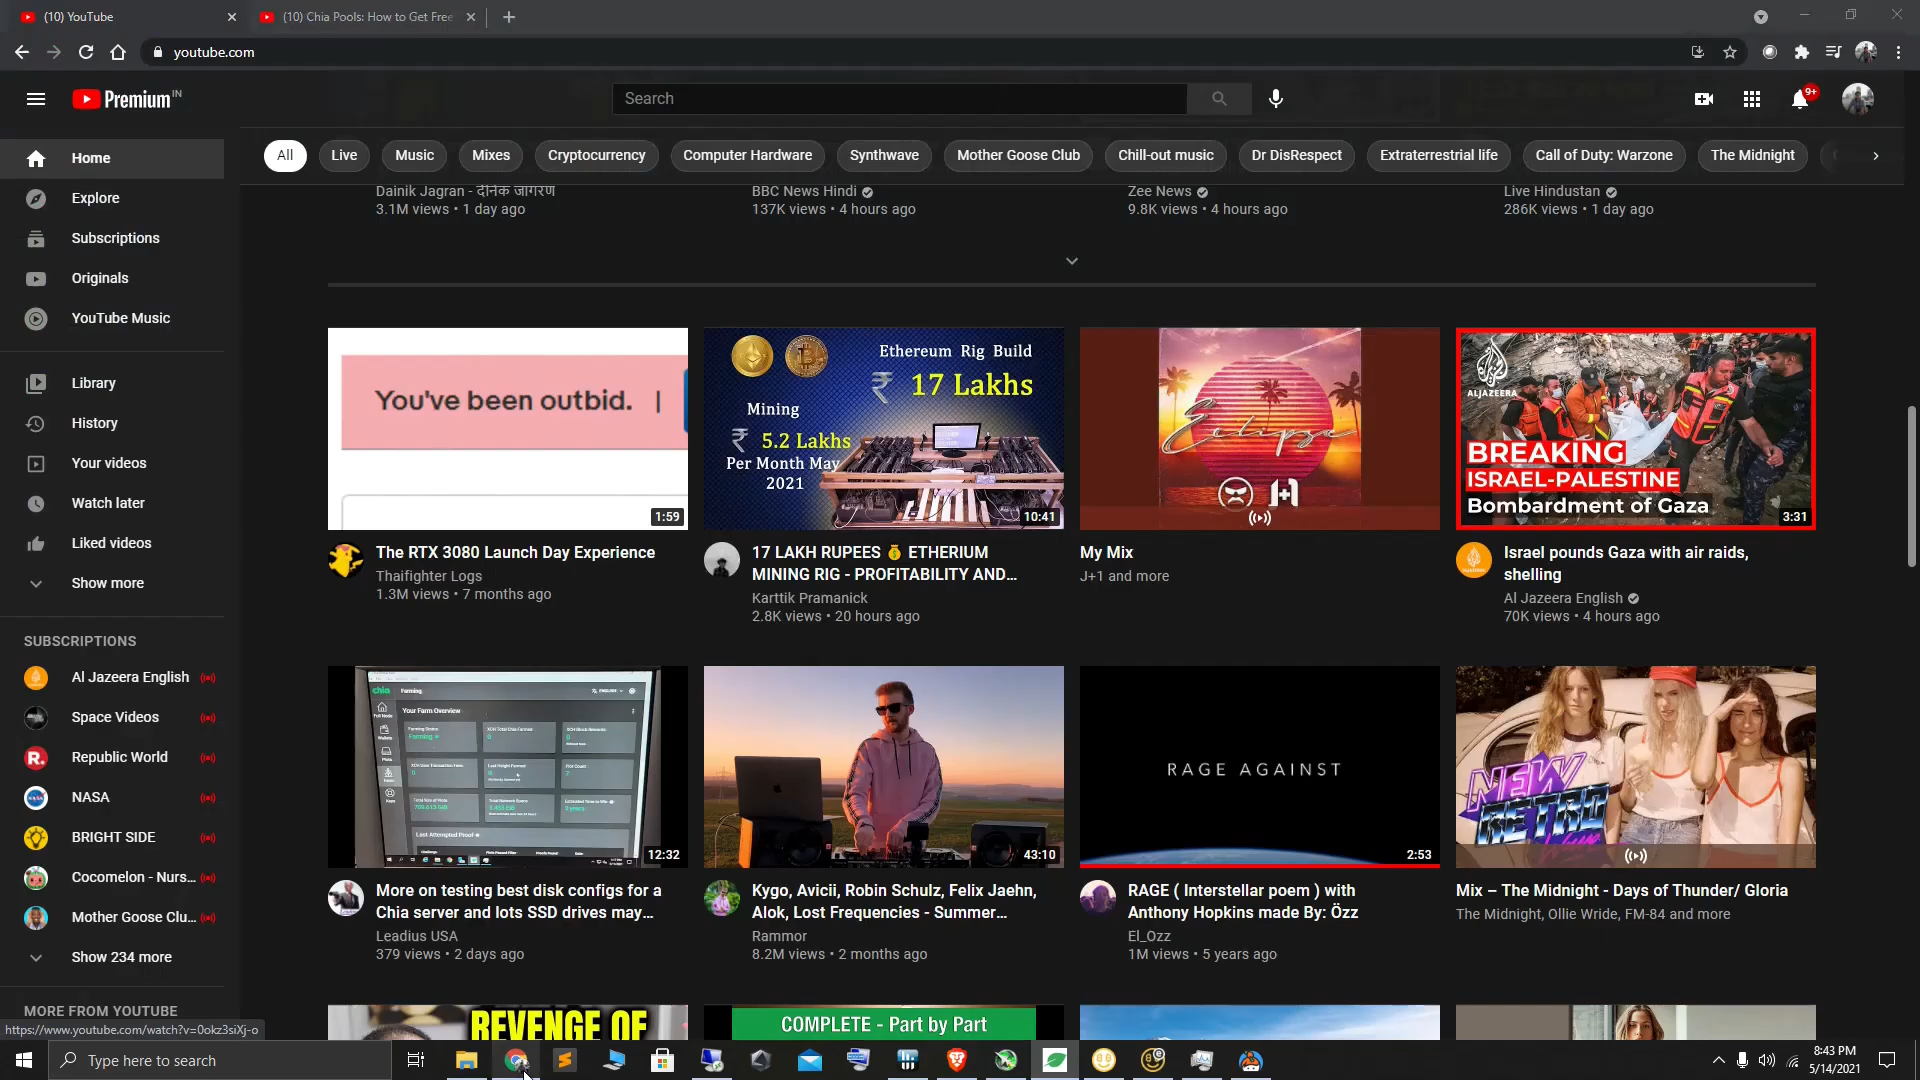 (10) YouTube
(10) Chia Pools: How to Get Free
youtube.com
Premium IN
Search
9+
Home
Explore
Subscriptions
Originals
YouTube Music
Library
History
Your videos
Watch later
Liked videos
Show more
SUBSCRIPTIONS
Al Jazeera English
Space Videos
Republic World
NASA
BRIGHT SIDE
Cocomelon - Nurs...
Mother Goose Clu...
Show 234 more
MORE FROM YOUTUBE
https://www.youtube.com/watch?v=0okz3siXj-o
All
Live
Music
Mixes
Cryptocurrency
Computer Hardware
Synthwave
Mother Goose Club
Chill-out music
Dr DisRespect
Extraterrestrial life
Call of Duty: Warzone
The Midnight
Dainik Jagran - दैनिक जागरण
3.1M views • 1 day ago
BBC News Hindi
137K views • 4 hours ago
Zee News
9.8K views • 4 hours ago
Live Hindustan
286K views • 1 day ago
You've been outbid. |
1:59
The RTX 3080 Launch Day Experience
Thaifighter Logs
1.3M views • 7 months ago
Ethereum Rig Build
₹ 17 Lakhs
Mining
₹ 5.2 Lakhs
Per Month May
2021
10:41
17 LAKH RUPEES 💰 ETHERIUM
MINING RIG - PROFITABILITY AND...
Karttik Pramanick
2.8K views • 20 hours ago
Eclipse
J+1
My Mix
J+1 and more
ALJAZEERA
BREAKING
ISRAEL-PALESTINE
Bombardment of Gaza
3:31
Israel pounds Gaza with air raids,
shelling
Al Jazeera English
70K views • 4 hours ago
chia
Farming
Your Farm Overview
Last Attempted Proof
12:32
More on testing best disk configs for a
Chia server and lots SSD drives may...
Leadius USA
379 views • 2 days ago
43:10
Kygo, Avicii, Robin Schulz, Felix Jaehn,
Alok, Lost Frequencies - Summer...
Rammor
8.2M views • 2 months ago
RAGE AGAINST
2:53
RAGE ( Interstellar poem ) with
Anthony Hopkins made By: Özz
El_Ozz
1M views • 5 years ago
NEW
RETRO
Mix – The Midnight - Days of Thunder/ Gloria
The Midnight, Ollie Wride, FM-84 and more
REVENGE OF
COMPLETE - Part by Part
Type here to search
8:43 PM
5/14/2021